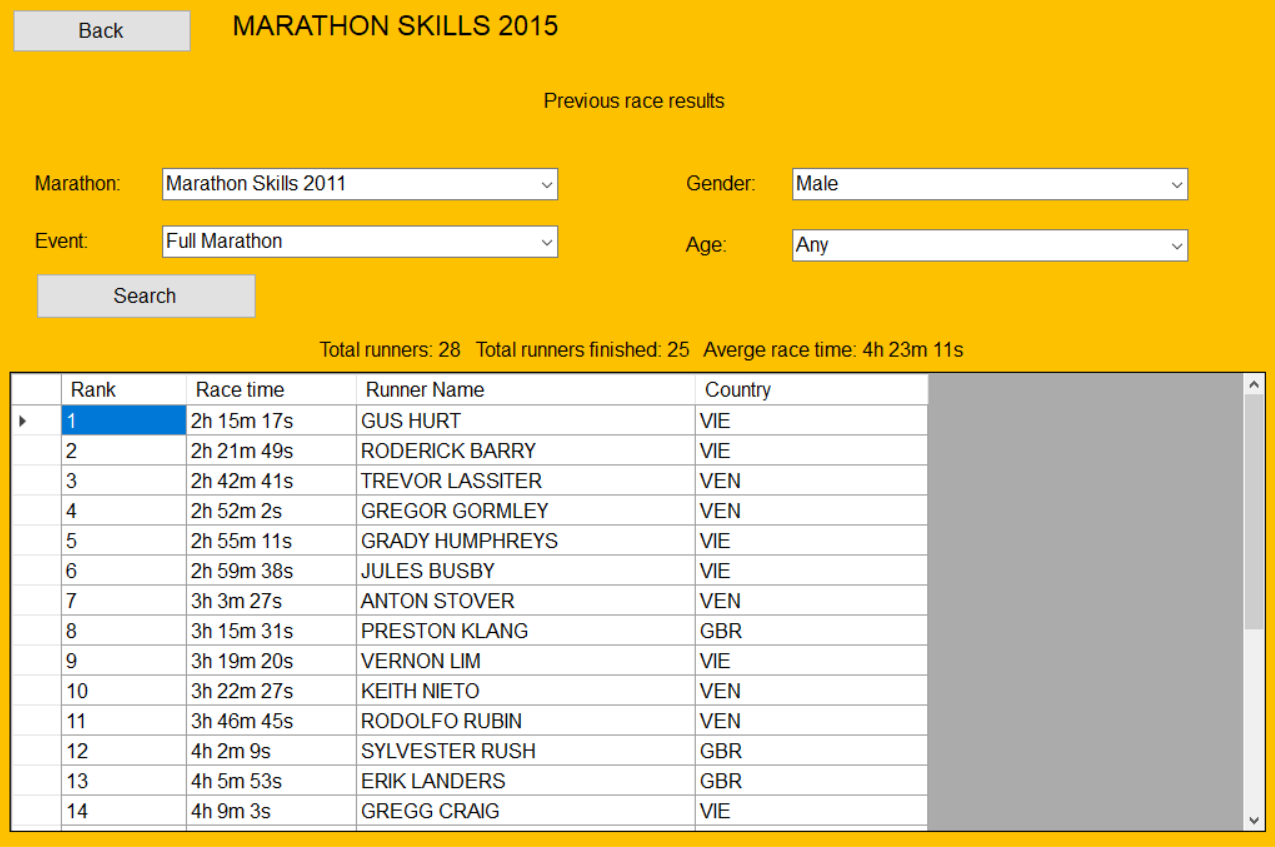 Back MARATHON SKILLS 2015
Previous race results
Marathon: Marathon Skills 2011 Gender: Male
Event: Full Marathon Age: Any
Search
Total runners: 28 Total runners finished: 25 Averge race time: 4h 23m 11s
Rank Race time Runner Name Country
1 2h 15m 17s GUS HURT VIE
2 2h 21m 49s RODERICK BARRY VIE
3 2h 42m 41s TREVOR LASSITER VEN
4 2h 52m 2s GREGOR GORMLEY VEN
5 2h 55m 11s GRADY HUMPHREYS VIE
6 2h 59m 38s JULES BUSBY VIE
7 3h 3m 27s ANTON STOVER VEN
8 3h 15m 31s PRESTON KLANG GBR
9 3h 19m 20s VERNON LIM VIE
10 3h 22m 27s KEITH NIETO VEN
11 3h 46m 45s RODOLFO RUBIN VEN
12 4h 2m 9s SYLVESTER RUSH GBR
13 4h 5m 53s ERIK LANDERS GBR
14 4h 9m 3s GREGG CRAIG VIE